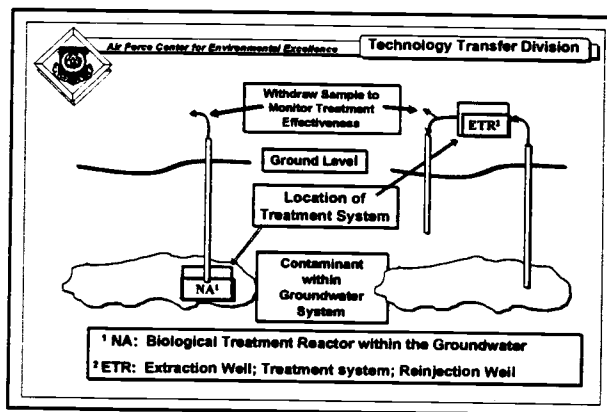 Air Force Center for Environmental Excellence
Technology Transfer Division
Withdraw Sample to
Monitor Treatment
Effectiveness
ETR²
Ground Level
Location of
Treatment System
NA¹
Contaminant
within
Groundwater
System
¹ NA: Biological Treatment Reactor within the Groundwater
² ETR: Extraction Well; Treatment system; Reinjection Well